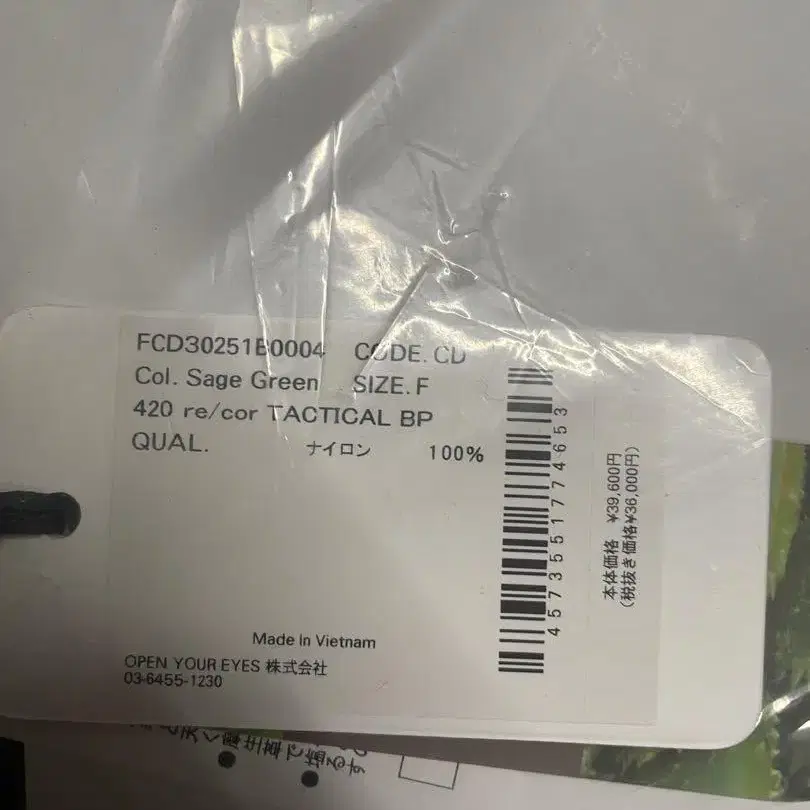 FCD30251B0004 CODE. CD
Col. Sage Green SIZE. F
420 re/cor TACTICAL BP
QUAL. ナイロン 100%
4573551774653
本体価格 ¥39,600円
(税抜き価格¥36,000円)
Made in Vietnam
OPEN YOUR EYES 株式会社
03-6455-1230